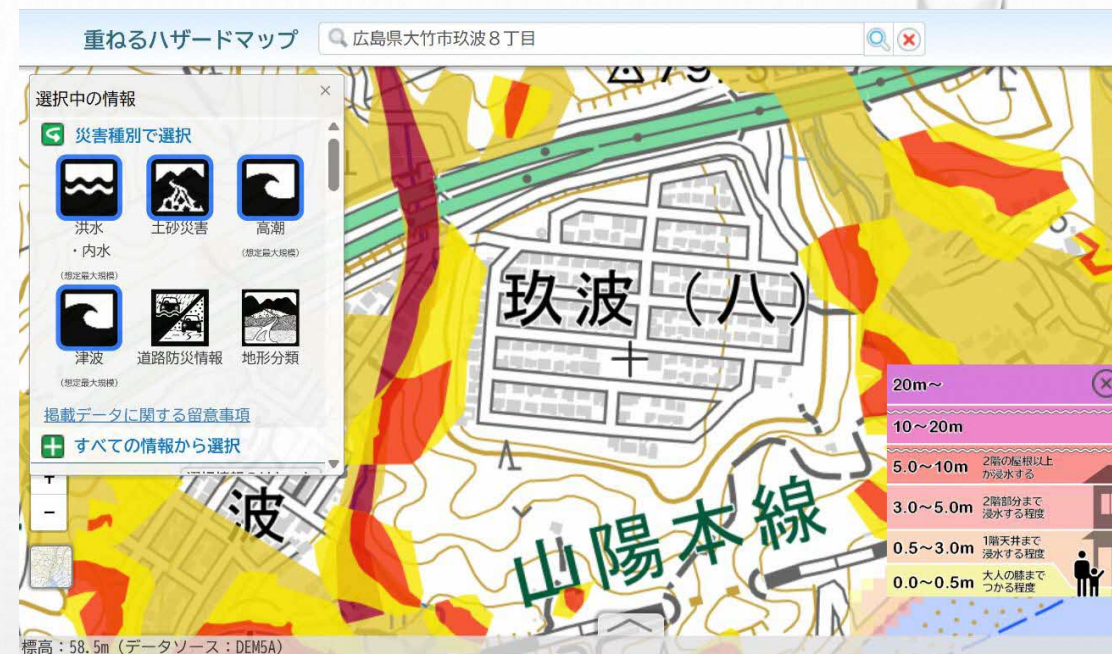 重ねるハザードマップ
広島県大竹市玖波８丁目
選択中の情報
×
災害種別で選択
洪水
・内水
(想定最大規模)
土砂災害
高潮
(想定最大規模)
津波
(想定最大規模)
道路防災情報
地形分類
掲載データに関する留意事項
すべての情報から選択
+
-
玖波（八）
波
山陽本線
20m～
10～20m
5.0～10m 2階の屋根以上
が浸水する
3.0～5.0m 2階部分まで
浸水する程度
0.5～3.0m 1階天井まで
浸水する程度
0.0～0.5m 大人の膝まで
つかる程度
標高：58.5m（データソース：DEM5A）